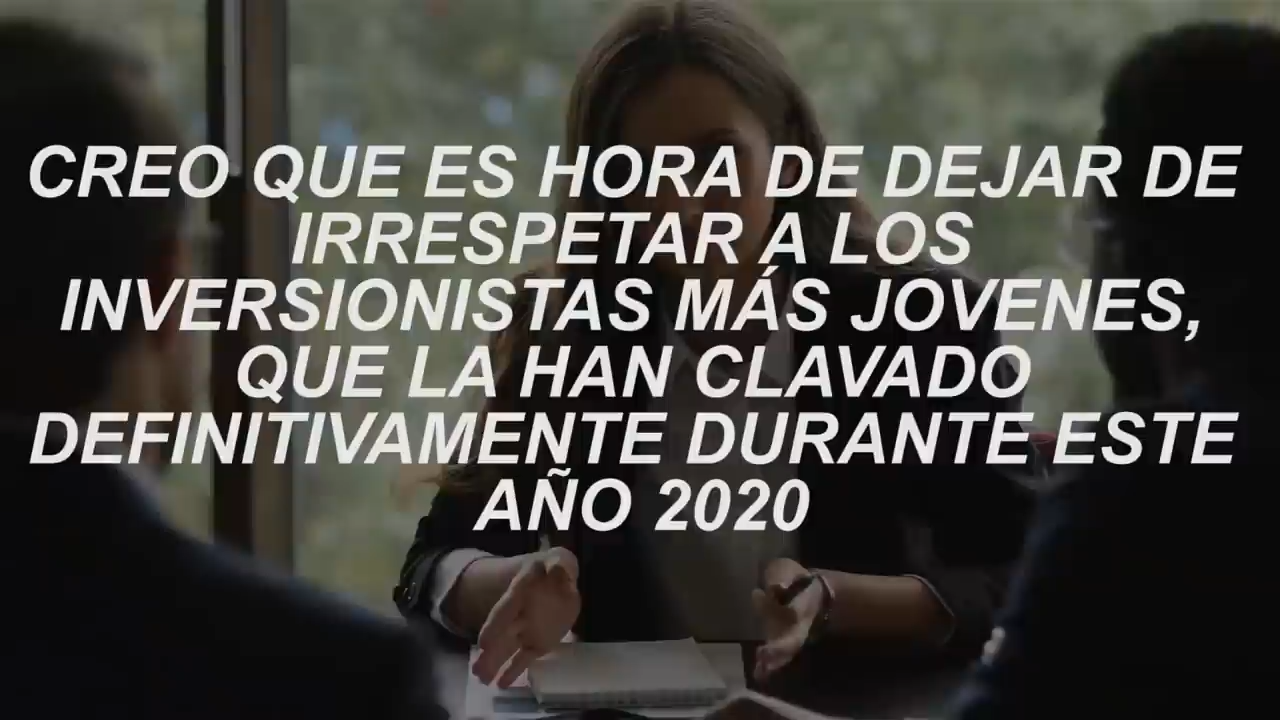 CREO QUE ES HORA DE DEJAR DE
IRRESPETAR A LOS
INVERSIONISTAS MÁS JOVENES,
QUE LA HAN CLAVADO
DEFINITIVAMENTE DURANTE ESTE
AÑO 2020